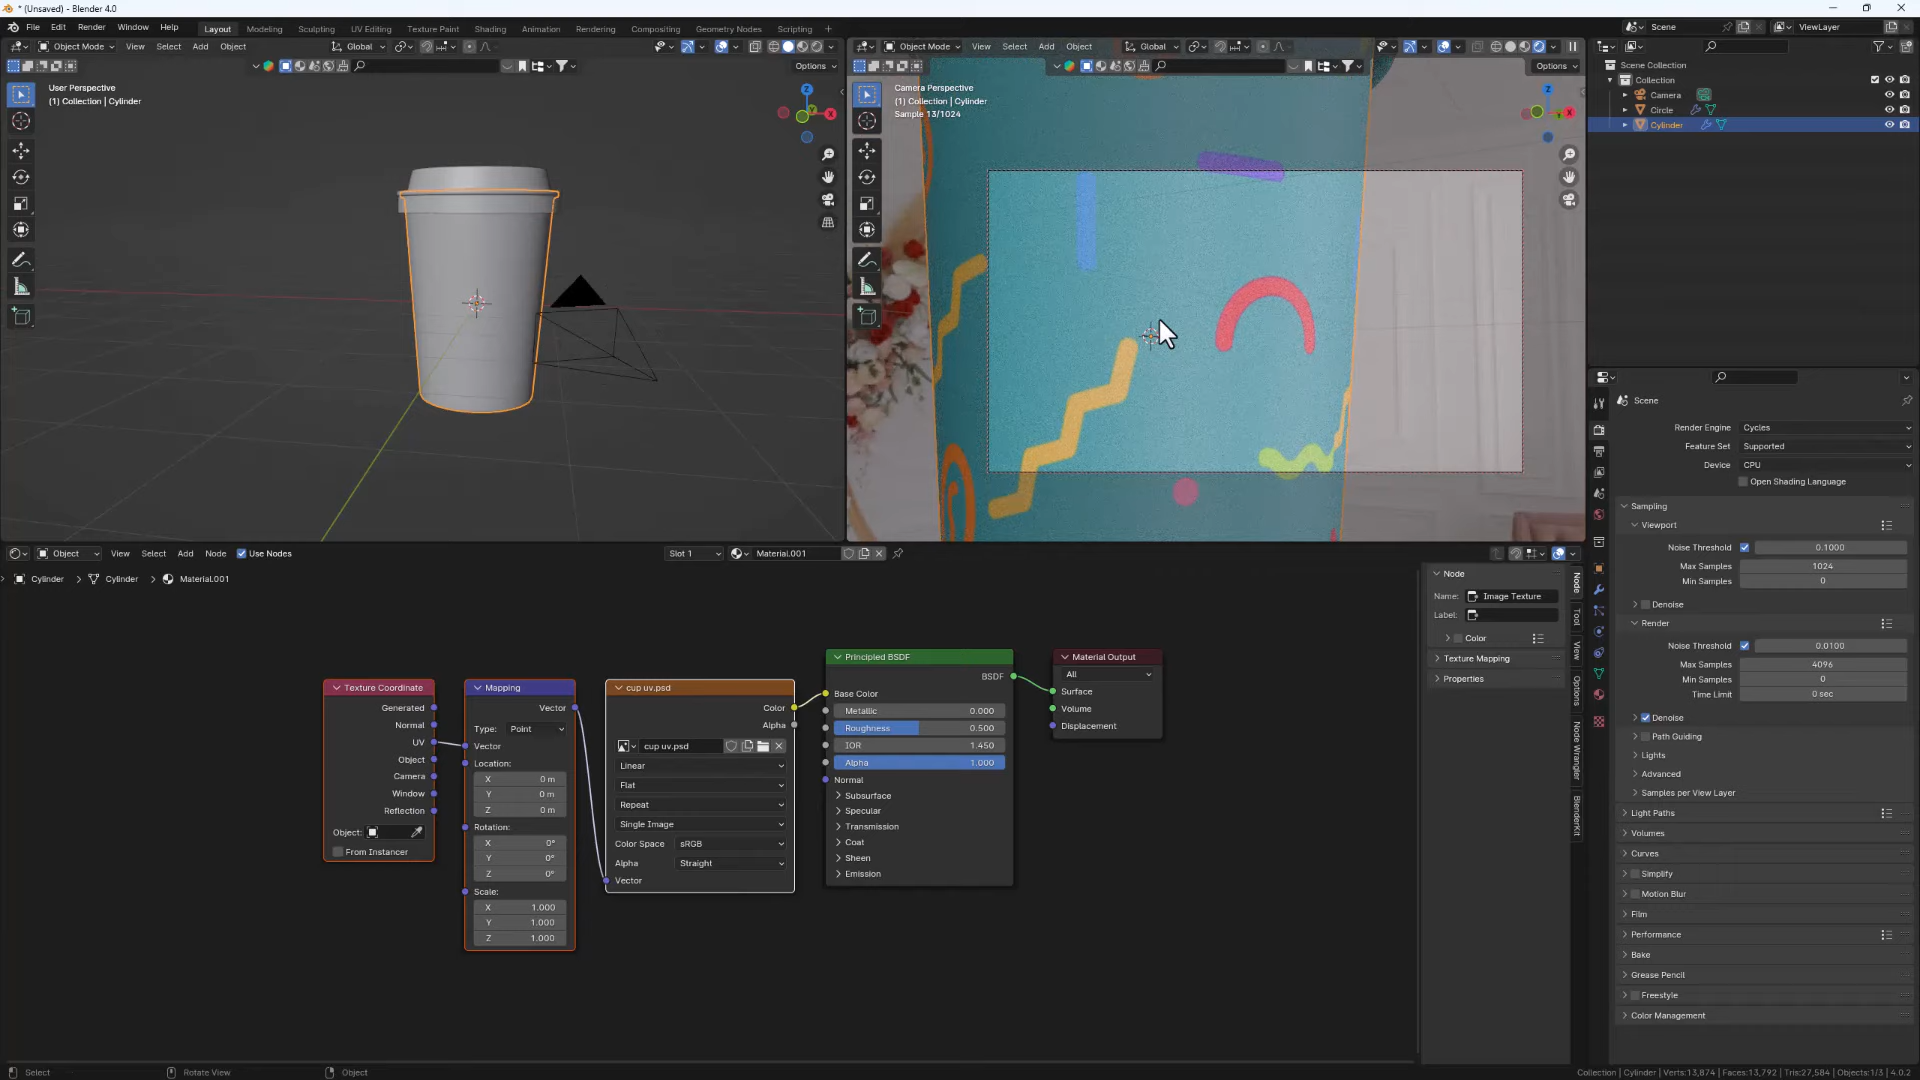 * (Unsaved) - Blender 4.0
File Edit Render Window Help Layout Modeling Sculpting UV Editing Texture Paint Shading Animation Rendering Compositing Geometry Nodes Scripting +
Scene ViewLayer
Object Mode View Select Add Object Global
Options
User Perspective
(1) Collection | Cylinder
Z
X
Object Mode View Select Add Object Global
Options
Camera Perspective
(1) Collection | Cylinder
Sample 13/1024
Z
X
Scene Collection
Collection
Camera
Circle
Cylinder
Object View Select Add Node Use Nodes Slot 1 Material.001
Cylinder > Cylinder > Material.001
Texture Coordinate
Generated
Normal
UV
Object
Camera
Window
Reflection
Object:
From Instancer
Mapping
Vector
Type: Point
Vector
Location:
X 0 m
Y 0 m
Z 0 m
Rotation:
X 0°
Y 0°
Z 0°
Scale:
X 1.000
Y 1.000
Z 1.000
cup uv.psd
Color
Alpha
cup uv.psd
Linear
Flat
Repeat
Single Image
Color Space sRGB
Alpha Straight
Vector
Principled BSDF
BSDF
Base Color
Metallic 0.000
Roughness 0.500
IOR 1.450
Alpha 1.000
Normal
Subsurface
Specular
Transmission
Coat
Sheen
Emission
Material Output
All
Surface
Volume
Displacement
Node
Name: Image Texture
Label:
Color
Texture Mapping
Properties
Node
Tool
View
Options
Node Wrangler
BlenderKit
Scene
Render Engine Cycles
Feature Set Supported
Device CPU
Open Shading Language
Sampling
Viewport
Noise Threshold 0.1000
Max Samples 1024
Min Samples 0
Denoise
Render
Noise Threshold 0.0100
Max Samples 4096
Min Samples 0
Time Limit 0 sec
Denoise
Path Guiding
Lights
Advanced
Samples per View Layer
Light Paths
Volumes
Curves
Simplify
Motion Blur
Film
Performance
Bake
Grease Pencil
Freestyle
Color Management
Select Rotate View Object
Collection | Cylinder | Verts:13,874 | Faces:13,792 | Tris:27,584 | Objects:1/3 | 4.0.2